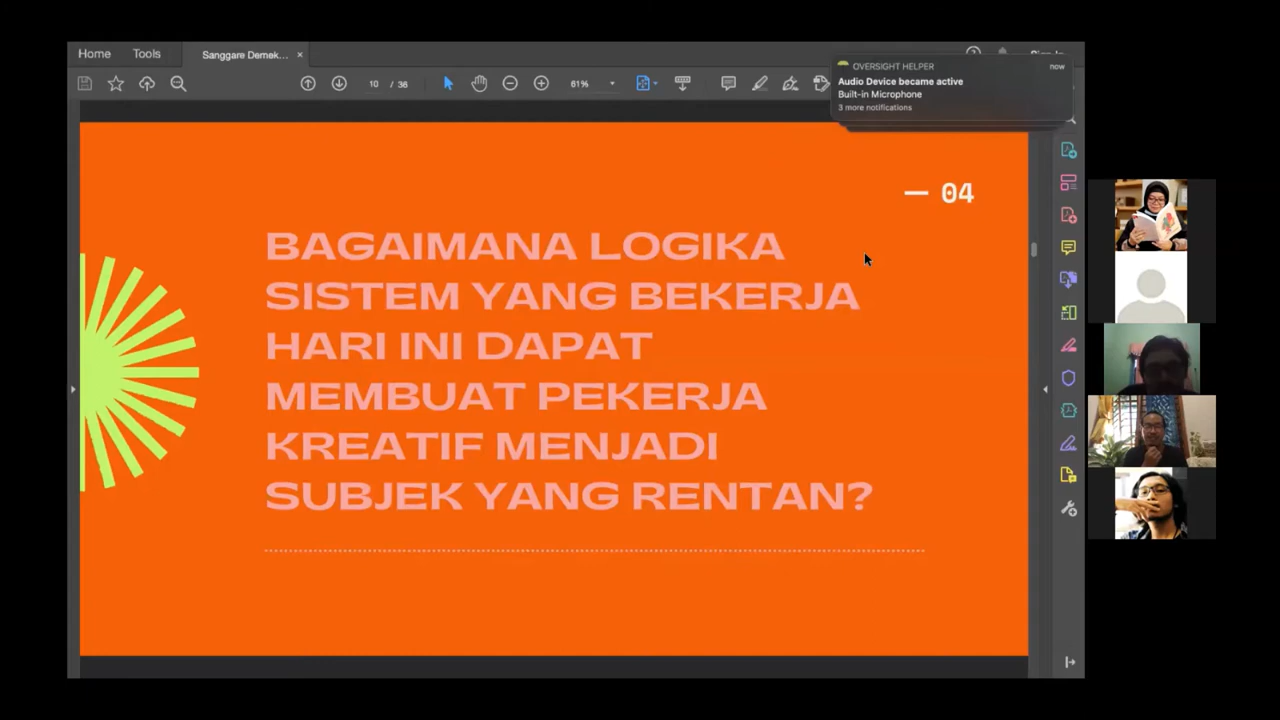 Home Tools Sanggare Demek... ×
10 / 36 61%
OVERSIGHT HELPER now
Audio Device became active
Built-in Microphone
3 more notifications
— 04
BAGAIMANA LOGIKA
SISTEM YANG BEKERJA
HARI INI DAPAT
MEMBUAT PEKERJA
KREATIF MENJADI
SUBJEK YANG RENTAN?